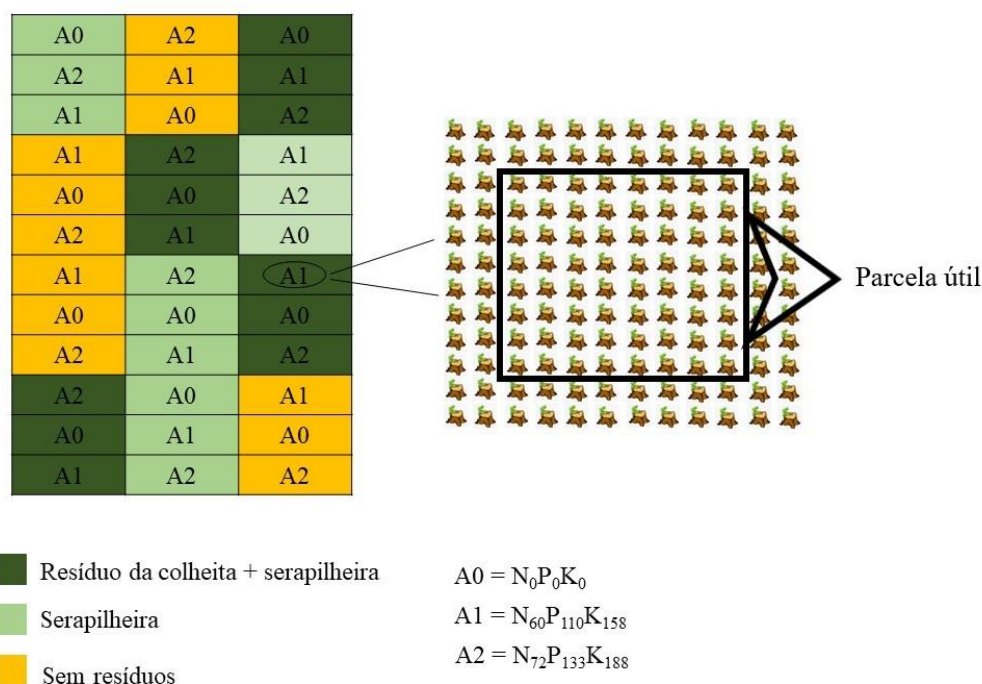 A0 A2 A0
A2 A1 A1
A1 A0 A2
A1 A2 A1
A0 A0 A2
A2 A1 A0
A1 A2 A1
A0 A0 A0
A2 A1 A2
A2 A0 A1
A0 A1 A0
A1 A2 A2
Parcela útil
Resíduo da colheita + serapilheira
Serapilheira
Sem resíduos
A0 = N₀P₀K₀
A1 = N₆₀P₁₁₀K₁₅₈
A2 = N₇₂P₁₃₃K₁₈₈